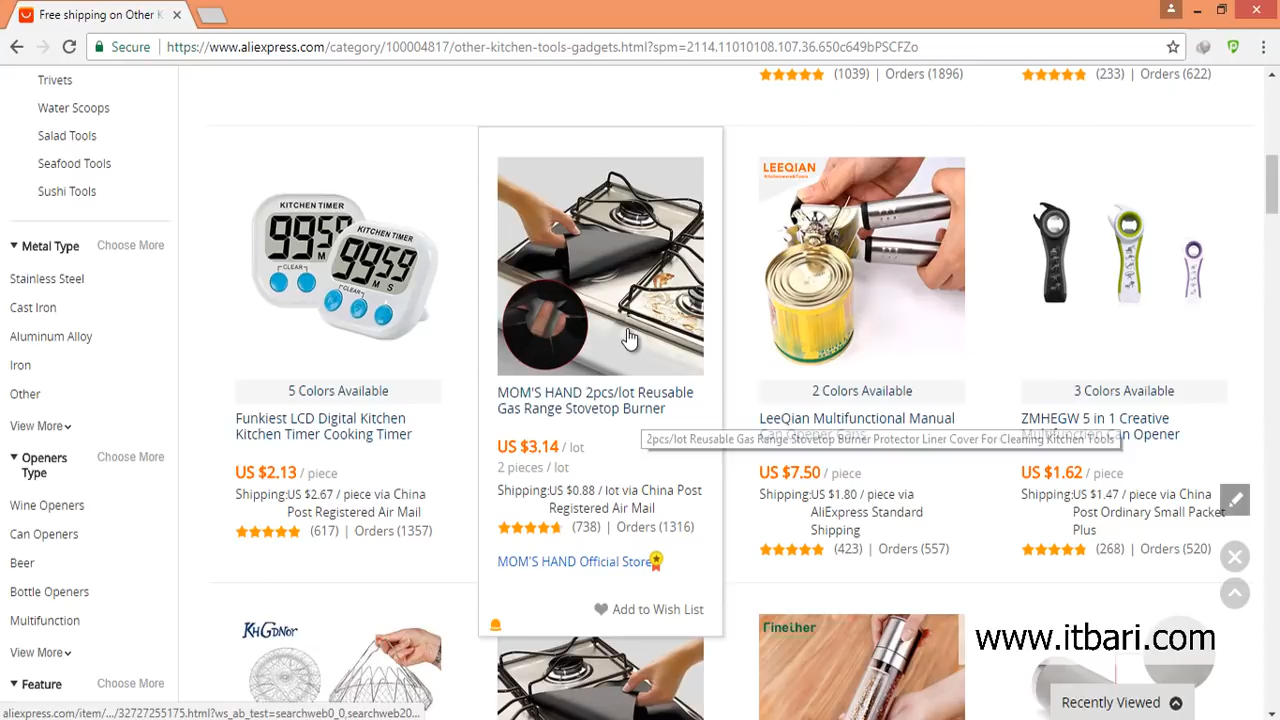 Free shipping on Other K
Secure
https://www.aliexpress.com/category/100004817/other-kitchen-tools-gadgets.html?spm=2114.11010108.107.36.650c649bPSCFZo
Trivets
Water Scoops
Salad Tools
Seafood Tools
Sushi Tools
Metal Type
Choose More
Stainless Steel
Cast Iron
Aluminum Alloy
Iron
Other
View More
Openers Type
Choose More
Wine Openers
Can Openers
Beer
Bottle Openers
Multifunction
View More
Feature
Choose More
(1039) | Orders (1896)
(233) | Orders (622)
KITCHEN TIMER
9959
M
CLEAR
KITCHEN TIMER
9959
CLEAR
M
S
5 Colors Available
Funkiest LCD Digital Kitchen
Kitchen Timer Cooking Timer
US $2.13 / piece
Shipping:US $2.67 / piece via China
Post Registered Air Mail
(617) | Orders (1357)
MOM'S HAND 2pcs/lot Reusable
Gas Range Stovetop Burner
US $3.14 / lot
2 pieces / lot
Shipping:US $0.88 / lot via China Post
Registered Air Mail
(738) | Orders (1316)
MOM'S HAND Official Store
Add to Wish List
LEEQIAN
Kitchenware&Tools
2 Colors Available
LeeQian Multifunctional Manual
Can Opener
2pcs/lot Reusable Gas Range Stovetop Burner Protector Liner Cover For Cleaning Kitchen Tools
US $7.50 / piece
Shipping:US $1.80 / piece via
AliExpress Standard
Shipping
(423) | Orders (557)
3 Colors Available
ZMHEGW 5 in 1 Creative
Multifunction Can Opener
US $1.62 / piece
Shipping:US $1.47 / piece via China
Post Ordinary Small Packet
Plus
(268) | Orders (520)
KHGDNOR
Finether
www.itbari.com
Recently Viewed
aliexpress.com/item/.../32727255175.html?ws_ab_test=searchweb0_0,searchweb20...